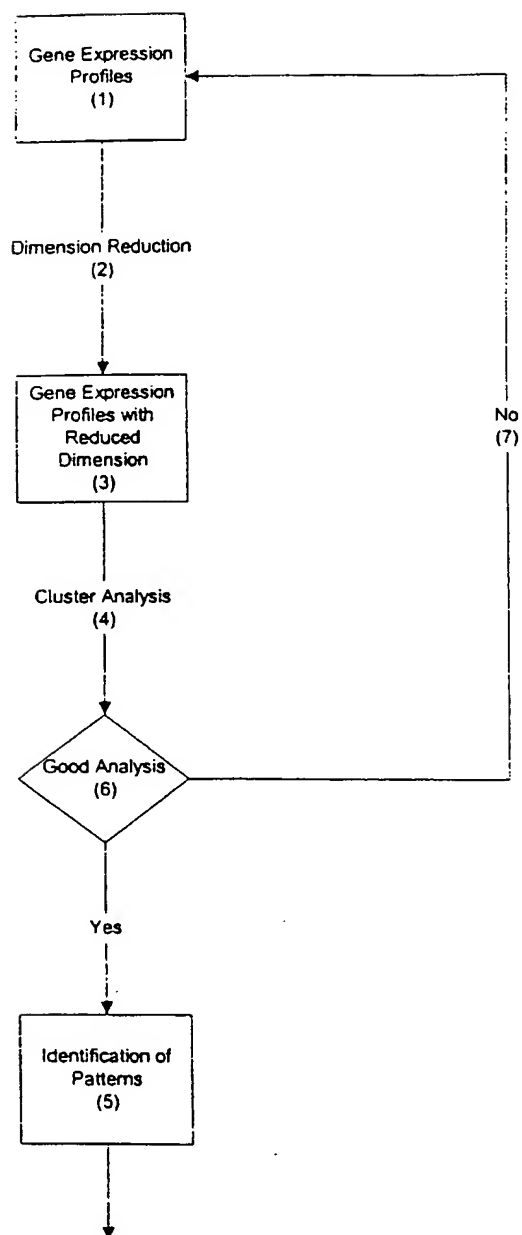 Gene Expression
Profiles
(1)
Dimension Reduction
(2)
Gene Expression
Profiles with
Reduced
Dimension
(3)
No
(7)
Cluster Analysis
(4)
Good Analysis
(6)
Yes
Identification of
Patterns
(5)